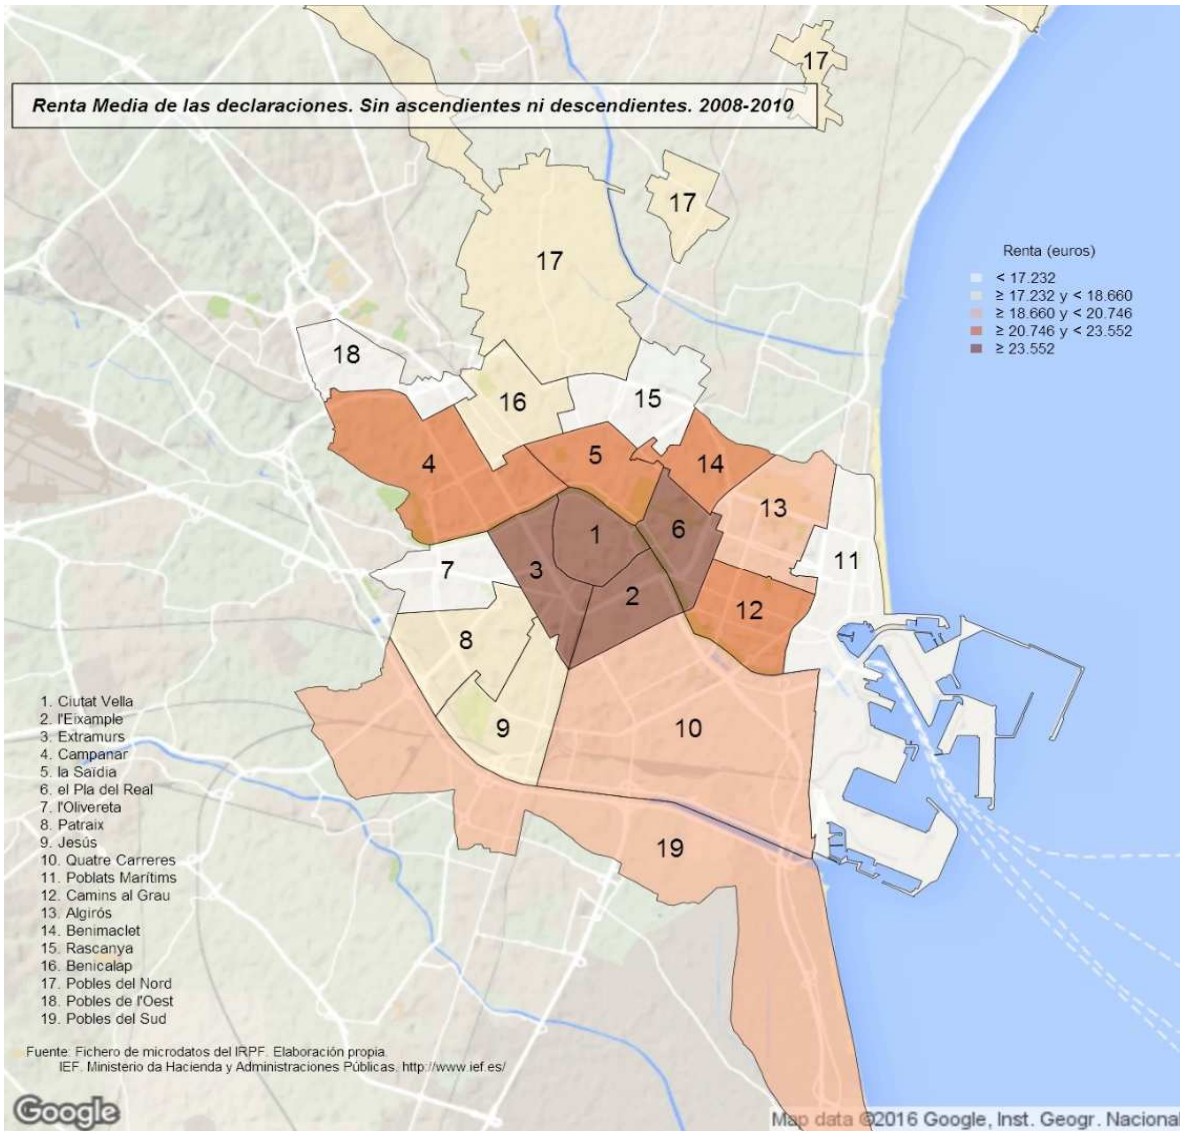 17
Renta Media de las declaraciones. Sin ascendientes ni descendientes. 2008-2010
17
17
Renta (euros)
< 17.232
≥ 17.232 y < 18.660
≥ 18.660 y < 20.746
≥ 20.746 y < 23.552
≥ 23.552
18
16
15
4
5
14
13
6
1
11
7
3
2
12
8
9
10
19
1. Ciutat Vella
2. l'Eixample
3. Extramurs
4. Campanar
5. la Saïdia
6. el Pla del Real
7. l'Olivereta
8. Patraix
9. Jesús
10. Quatre Carreres
11. Poblats Marítims
12. Camins al Grau
13. Algirós
14. Benimaclet
15. Rascanya
16. Benicalap
17. Pobles del Nord
18. Pobles de l'Oest
19. Pobles del Sud
Fuente: Fichero de microdatos del IRPF. Elaboración propia.
IEF. Ministerio da Hacienda y Administraciones Públicas. http://www.ief.es/
Google
Map data ©2016 Google, Inst. Geogr. Nacional